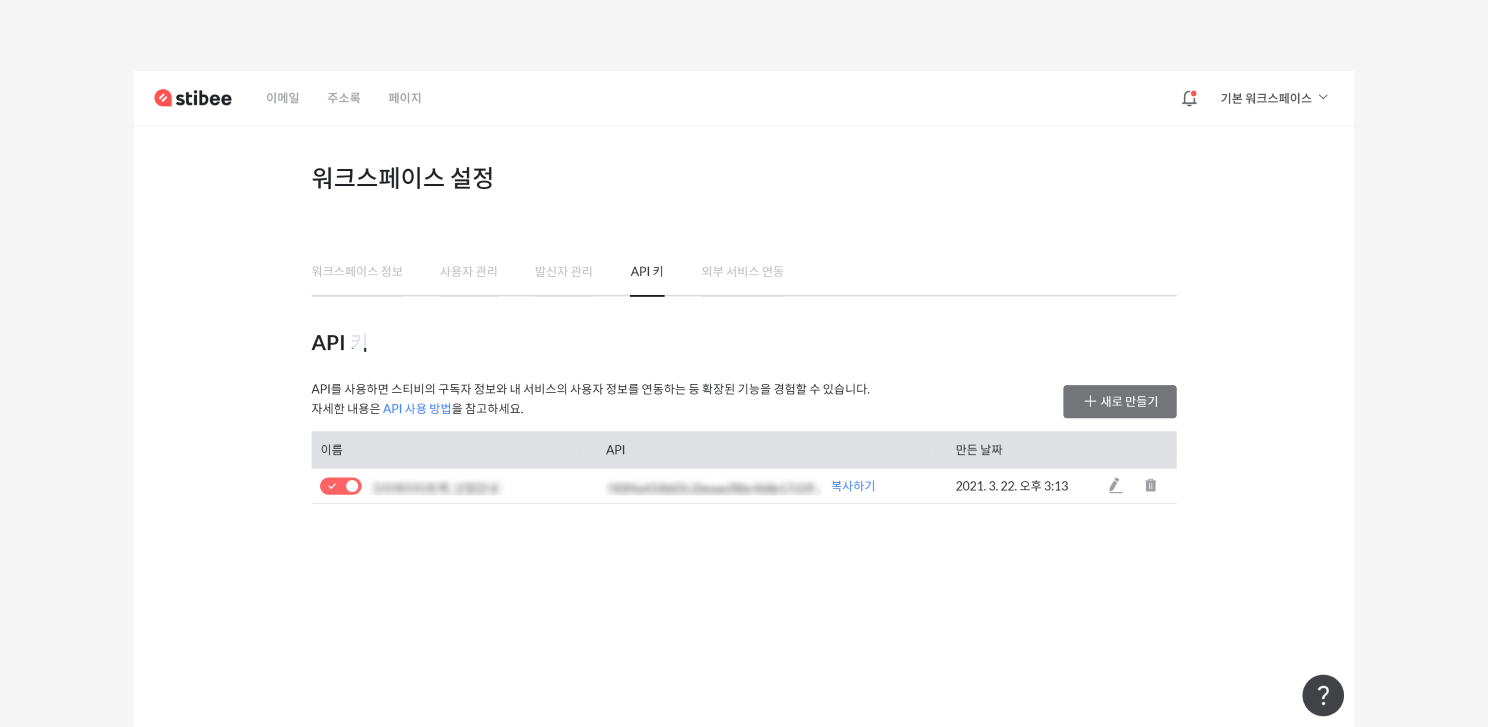 stibee 이메일 주소록 페이지 기본 워크스페이스
워크스페이스 설정
워크스페이스 정보 사용자 관리 발신자 관리 API 키 외부 서비스 연동
API 키
API를 사용하면 스티비의 구독자 정보와 내 서비스의 사용자 정보를 연동하는 등 확장된 기능을 경험할 수 있습니다.
자세한 내용은 API 사용 방법을 참고하세요.
+ 새로 만들기
이름 API 만든 날짜
복사하기 2021. 3. 22. 오후 3:13
?